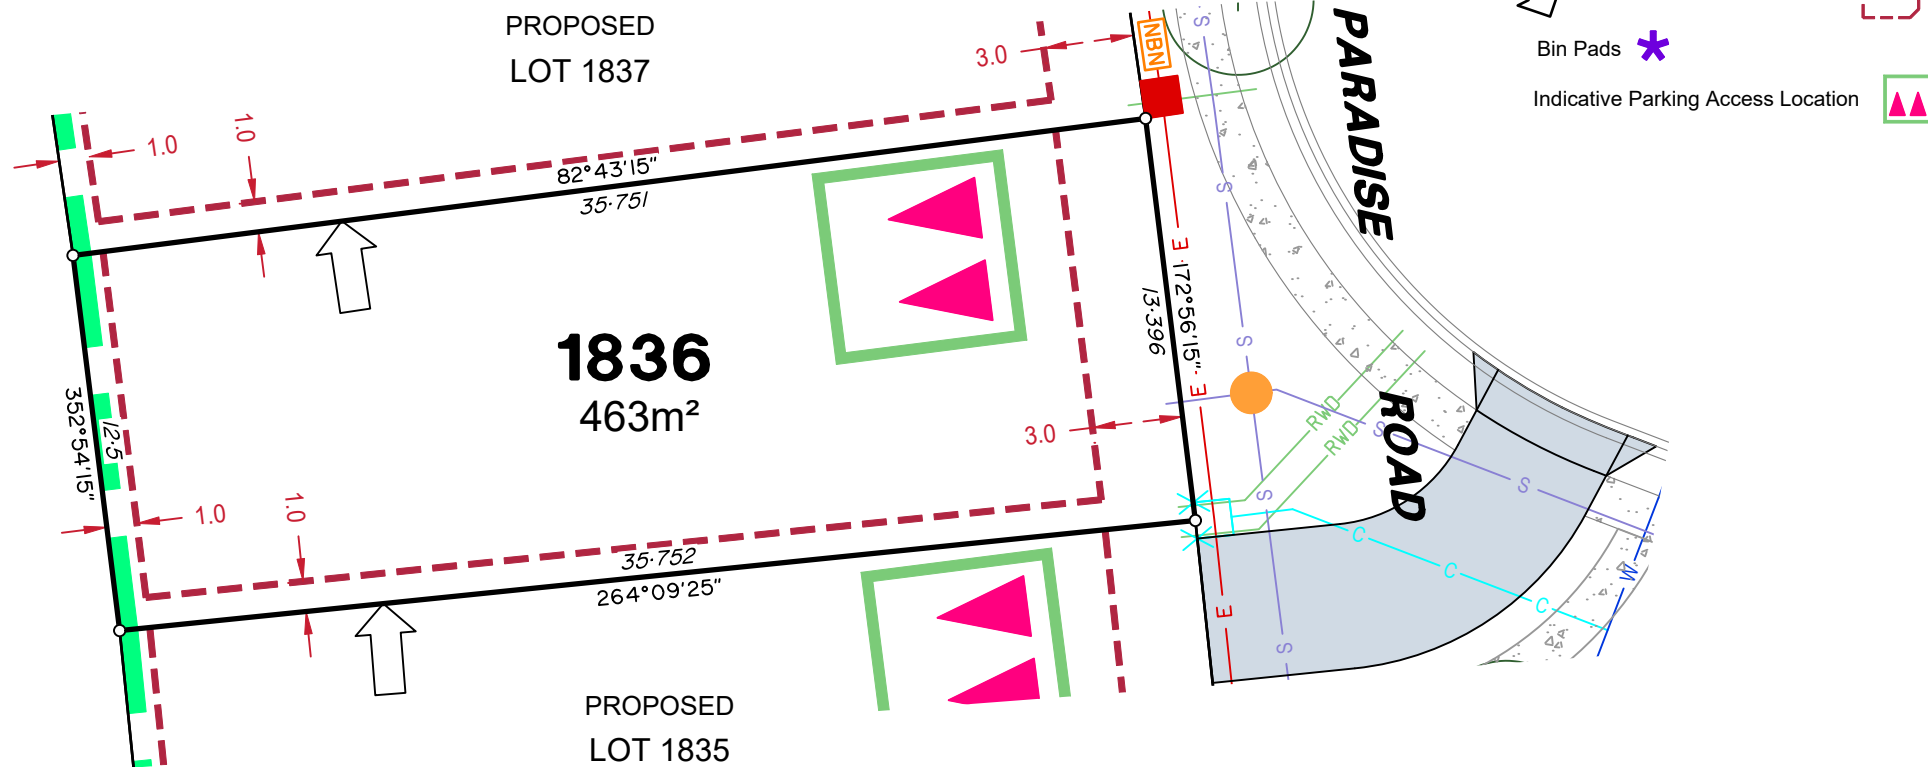 PROPOSED
LOT 1837
3.0
NBN
S
PARADISE
Bin Pads
Indicative Parking Access Location
1.0
1.0
82°43'15"
35·751
S
E
172°56'15"
13·396
S
E
1836
463m²
3.0
RWD
RWD
S
ROAD
S
S
352°54'15"
12·5
1.0
1.0
35·752
264°09'25"
C
C
C
W
E
S
PROPOSED
LOT 1835